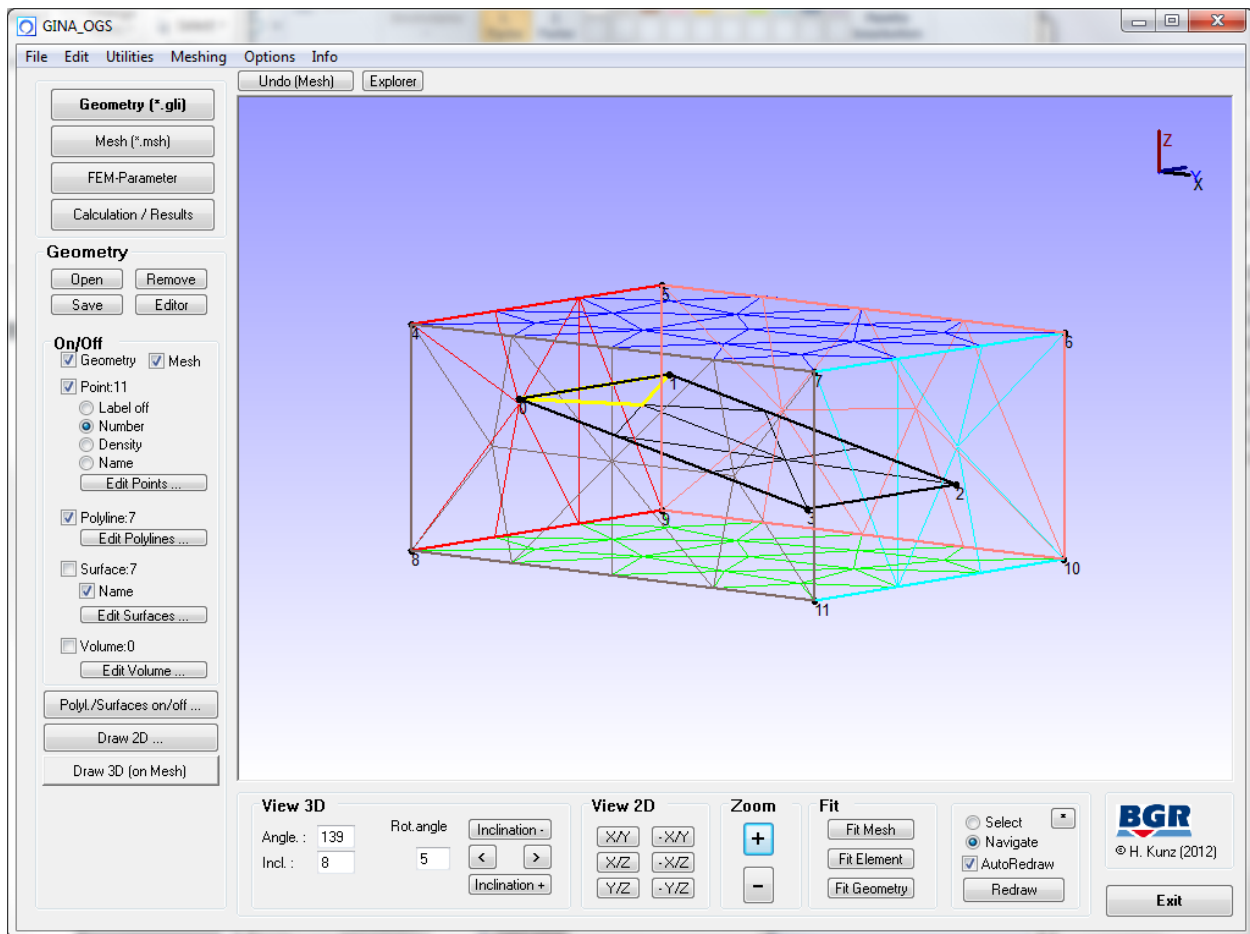 GINA_OGS
File Edit Utilities Meshing Options Info
Undo (Mesh) Explorer
Geometry (*.gli)
Mesh (*.msh)
FEM-Parameter
Calculation / Results
Geometry
Open Remove
Save Editor
On/Off
Geometry Mesh
Point:11
Label off
Number
Density
Name
Edit Points ...
Polyline:7
Edit Polylines ...
Surface:7
Name
Edit Surfaces ...
Volume:0
Edit Volume ...
Polyl./Surfaces on/off ...
Draw 2D ...
Draw 3D (on Mesh)
Z
Y
X
5
4
6
7
1
0
2
3
9
8
10
11
View 3D
Angle. : 139
Incl. : 8
Rot.angle
5
Inclination -
< >
Inclination +
View 2D
X/Y -X/Y
X/Z -X/Z
Y/Z -Y/Z
Zoom
+
-
Fit
Fit Mesh
Fit Element
Fit Geometry
Select *
Navigate
AutoRedraw
Redraw
BGR
© H. Kunz (2012)
Exit